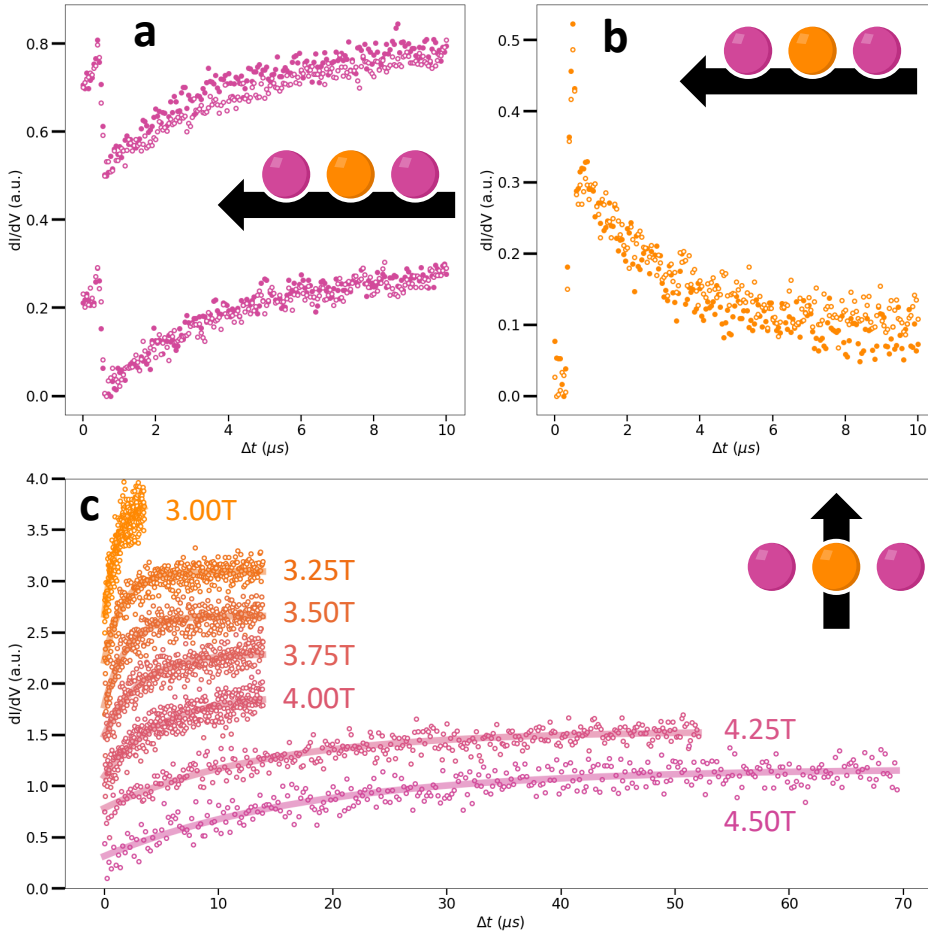 a
dI/dV (a.u.)
0.8
0.6
0.4
0.2
0.0
0 2 4 6 8 10
Δt (μs)
b
dI/dV (a.u.)
0.5
0.4
0.3
0.2
0.1
0.0
0 2 4 6 8 10
Δt (μs)
c
dI/dV (a.u.)
4.0
3.5
3.0
2.5
2.0
1.5
1.0
0.5
0.0
3.00T
3.25T
3.50T
3.75T
4.00T
4.25T
4.50T
0 10 20 30 40 50 60 70
Δt (μs)